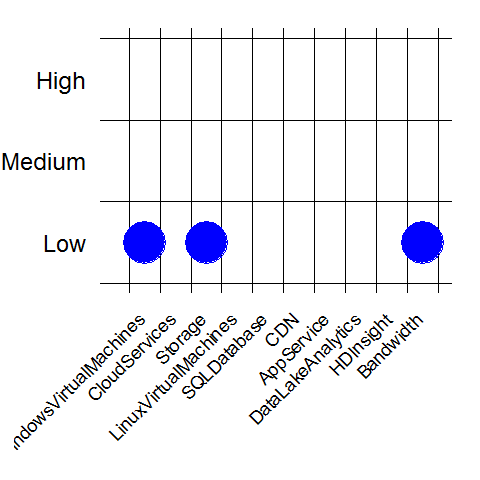 High
Medium
Low
ndowsVirtualMachines
CloudServices
Storage
LinuxVirtualMachines
SQLDatabase
CDN
AppService
DataLakeAnalytics
HDInsight
Bandwidth